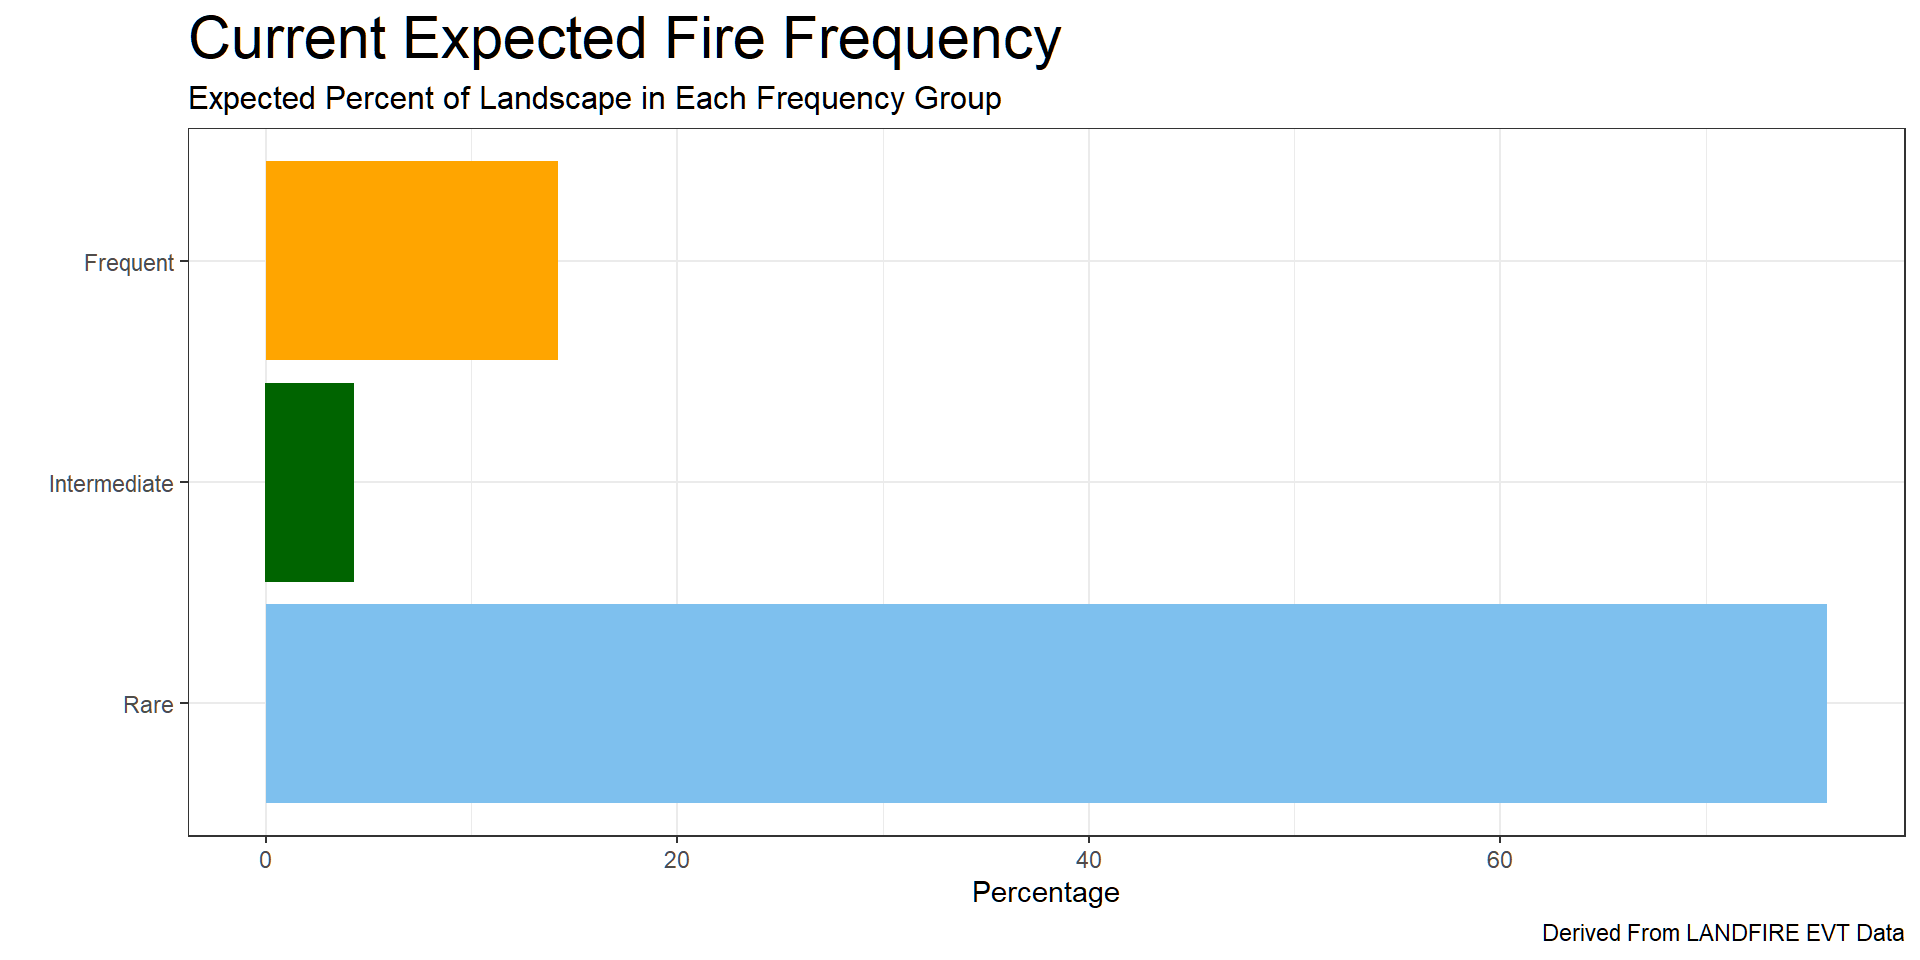 Current Expected Fire Frequency
Expected Percent of Landscape in Each Frequency Group
Frequent
Intermediate
Rare
0 20 40 60
Percentage
Derived From LANDFIRE EVT Data